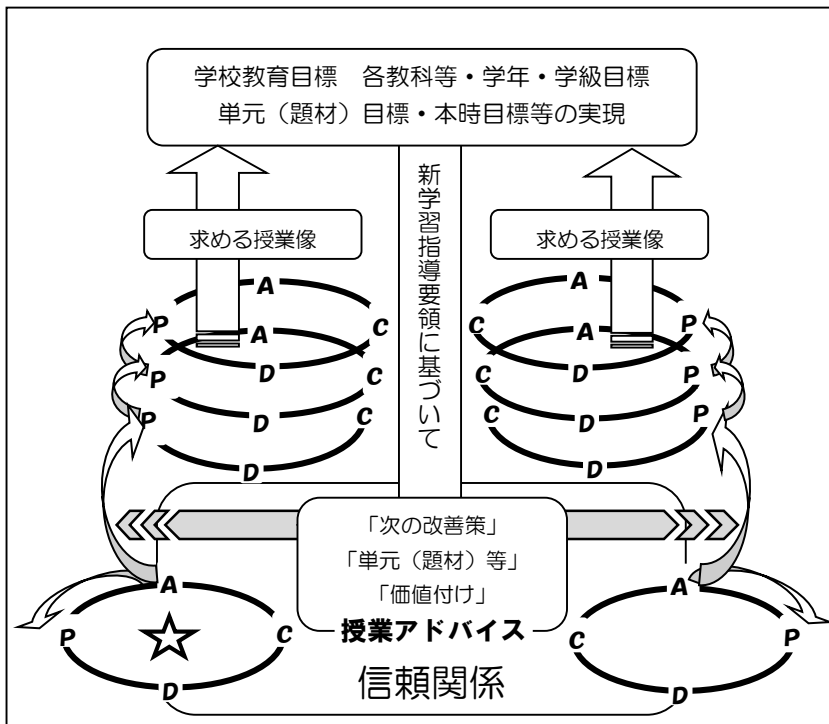 学校教育目標　各教科等・学年・学級目標
単元（題材）目標・本時目標等の実現
新学習指導要領に基づいて
求める授業像
求める授業像
A
P
C
A
D
P
C
D
P
C
D
A
C
P
A
D
C
P
D
C
P
D
「次の改善策」
「単元（題材）等」
「価値付け」
授業アドバイス
信頼関係
A
P
C
D
A
C
P
D